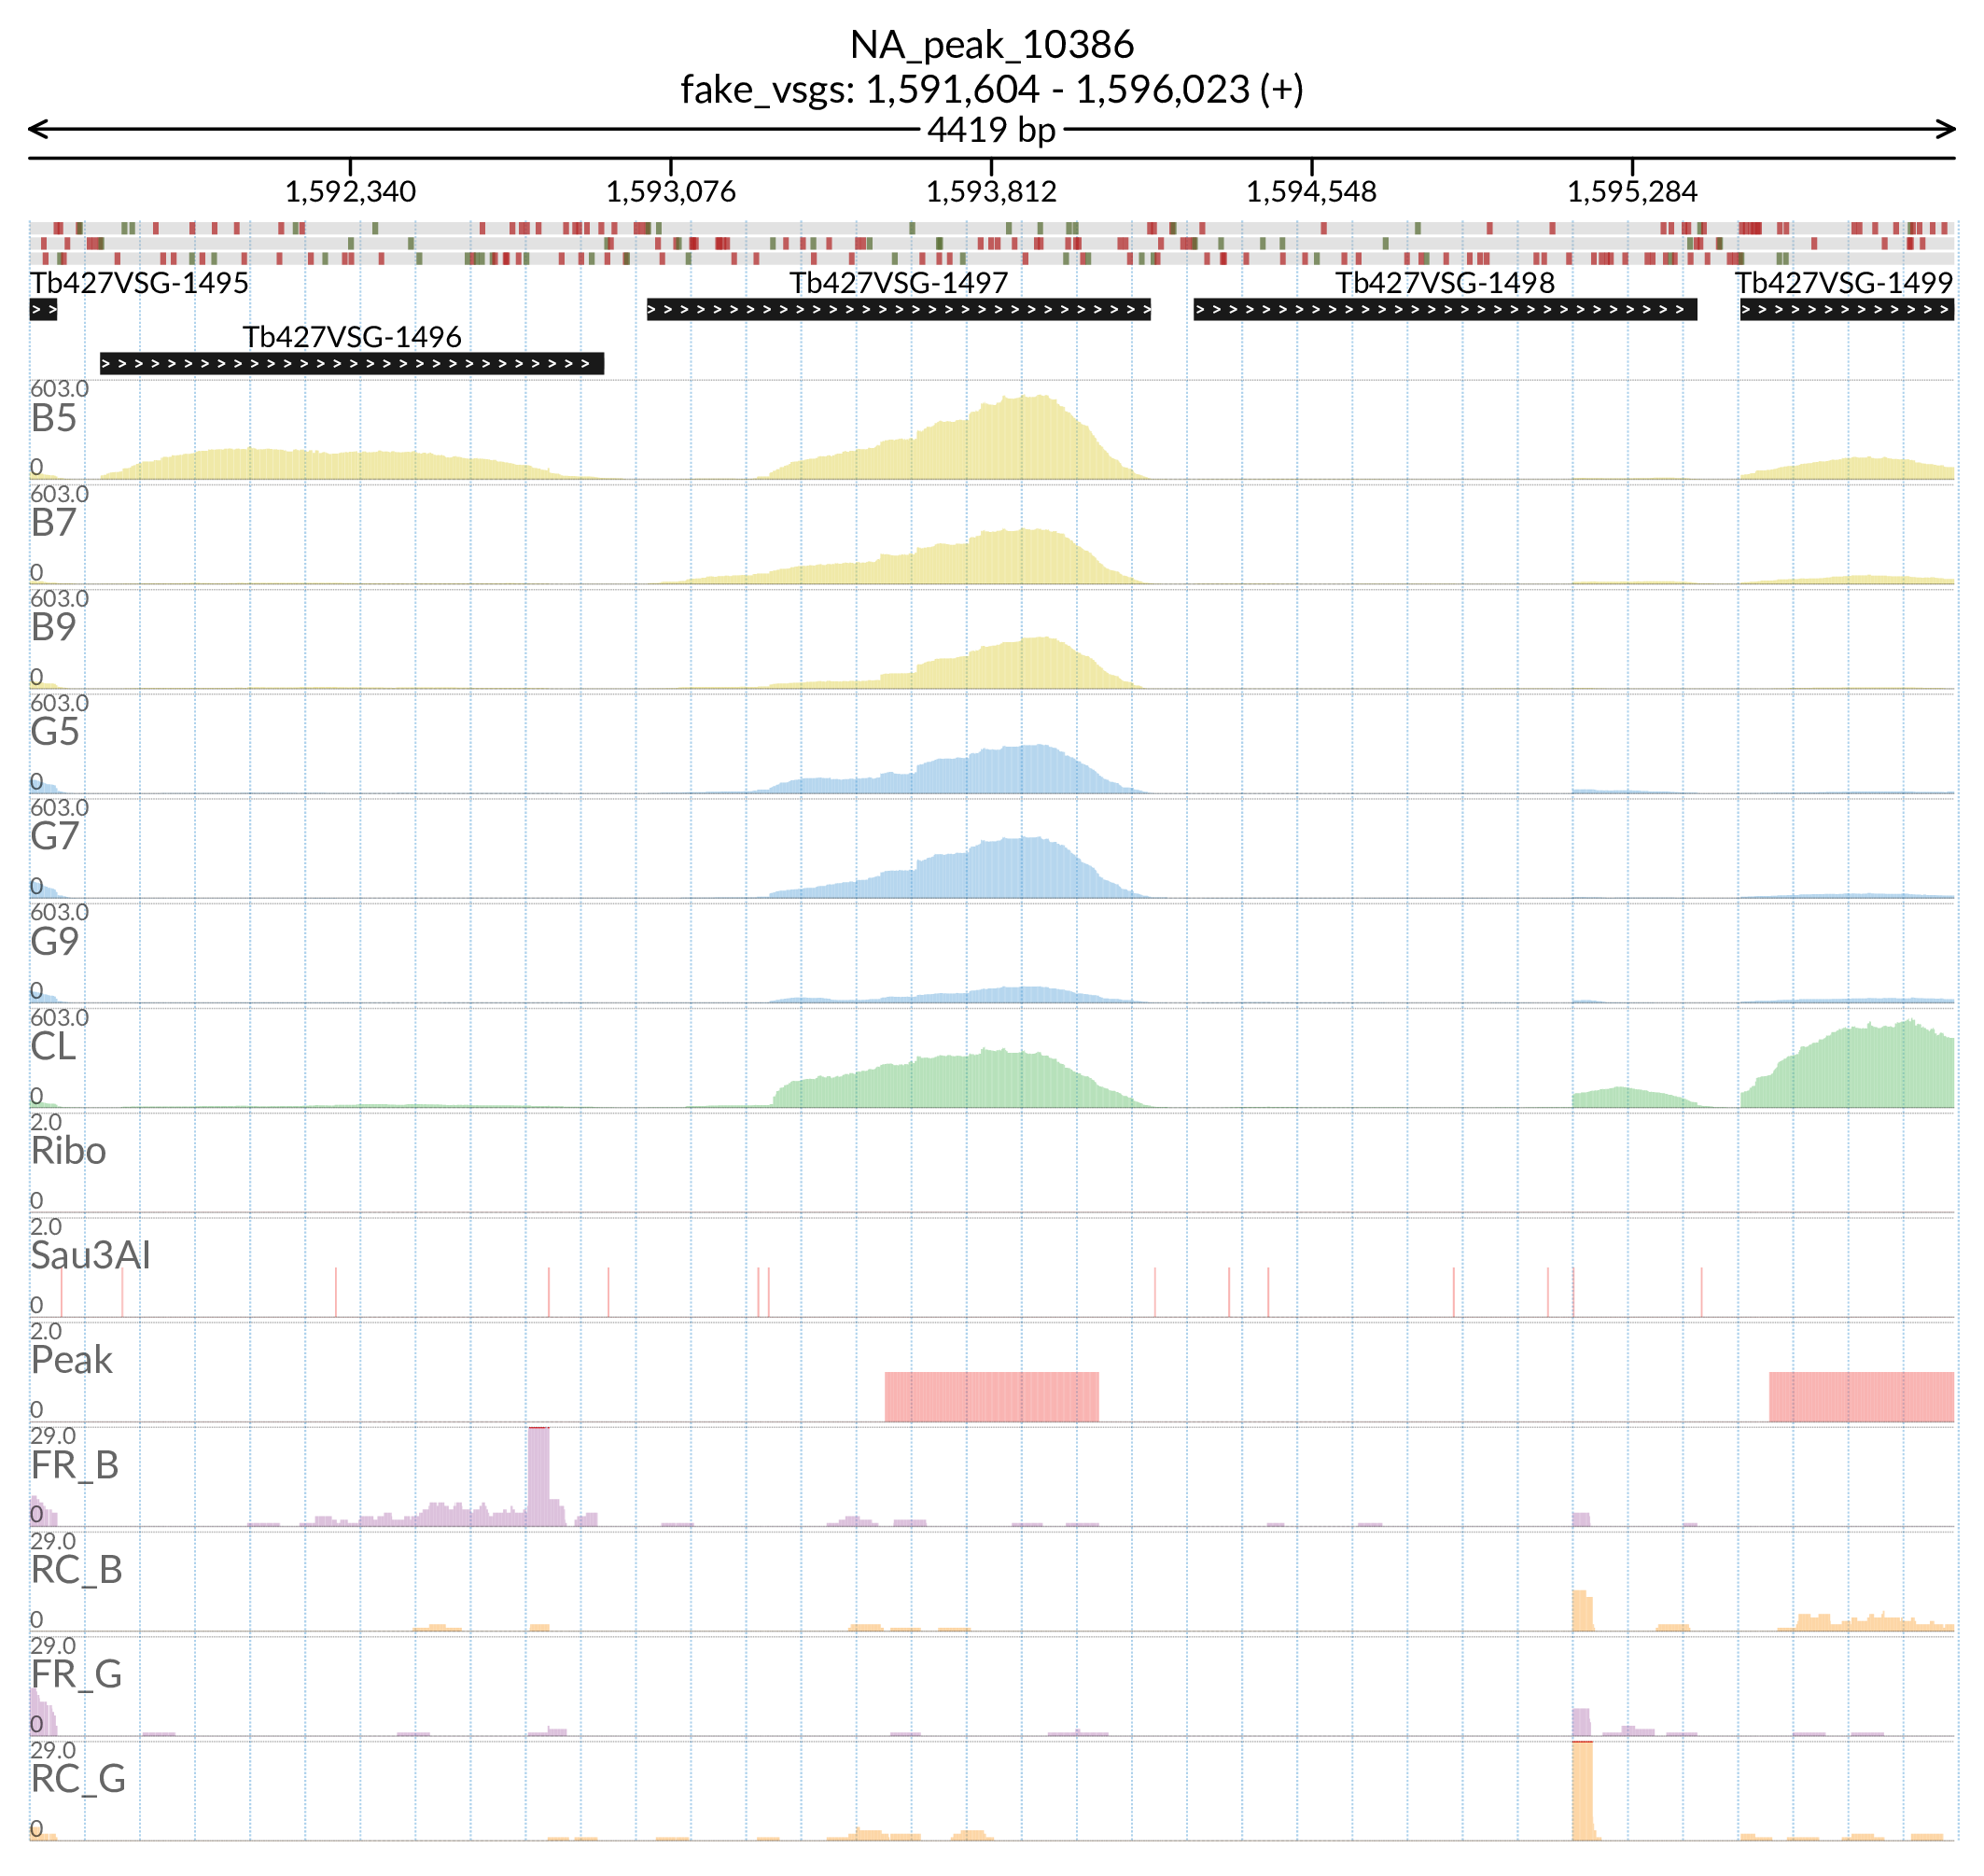 NA_peak_10386
fake_vsgs: 1,591,604 - 1,596,023 (+)
4419 bp
1,592,340 1,593,076 1,593,812 1,594,548 1,595,284
Tb427VSG-1495 Tb427VSG-1497 Tb427VSG-1498 Tb427VSG-1499
Tb427VSG-1496
603.0
B5
0
603.0
B7
0
603.0
B9
0
603.0
G5
0
603.0
G7
0
603.0
G9
0
603.0
CL
0
2.0
Ribo
0
2.0
Sau3AI
0
2.0
Peak
0
29.0
FR_B
0
29.0
RC_B
0
29.0
FR_G
0
29.0
RC_G
0